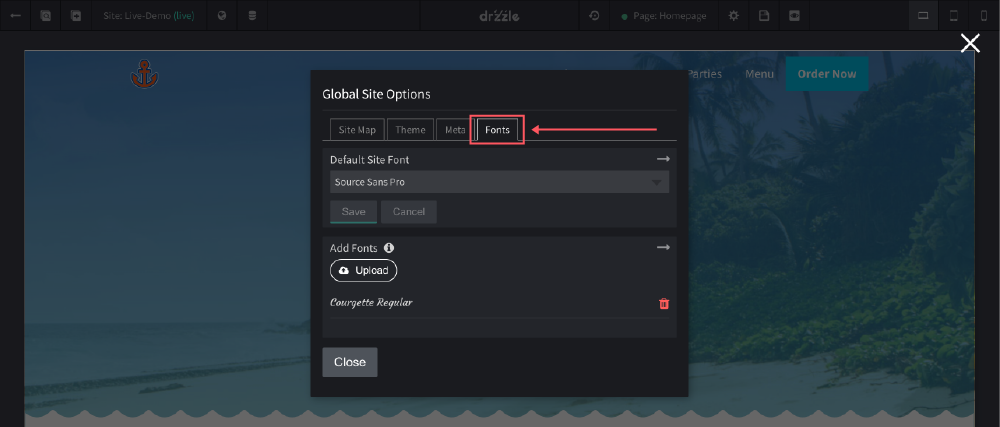 Site: Live-Demo (live)
drizzle
Page: Homepage
Parties
Menu
Order Now
Global Site Options
Site Map
Theme
Meta
Fonts
Default Site Font
Source Sans Pro
Save
Cancel
Add Fonts
Upload
Courgette Regular
Close